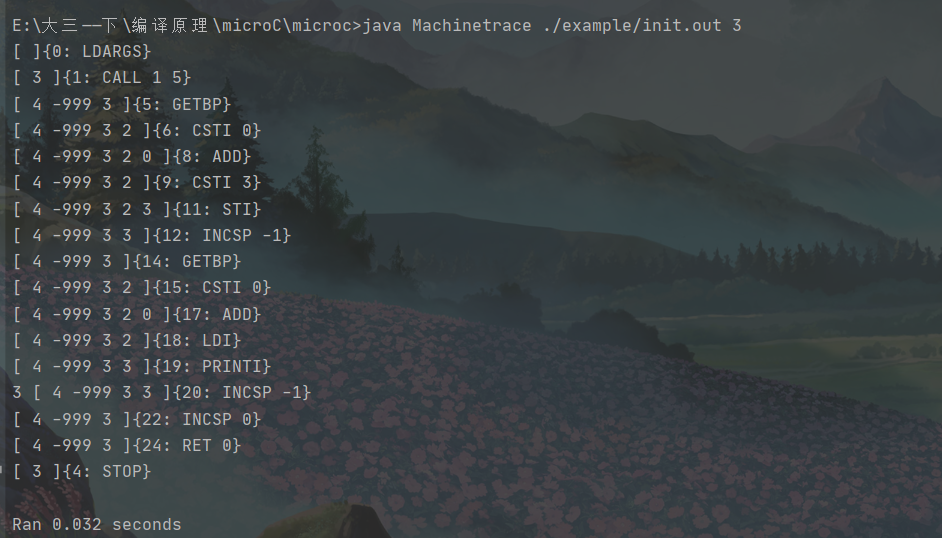 E:\大三——下\编译原理\microC\microc>java Machinetrace ./example/init.out 3
[ ]{0: LDARGS}
[ 3 ]{1: CALL 1 5}
[ 4 -999 3 ]{5: GETBP}
[ 4 -999 3 2 ]{6: CSTI 0}
[ 4 -999 3 2 0 ]{8: ADD}
[ 4 -999 3 2 ]{9: CSTI 3}
[ 4 -999 3 2 3 ]{11: STI}
[ 4 -999 3 3 ]{12: INCSP -1}
[ 4 -999 3 ]{14: GETBP}
[ 4 -999 3 2 ]{15: CSTI 0}
[ 4 -999 3 2 0 ]{17: ADD}
[ 4 -999 3 2 ]{18: LDI}
[ 4 -999 3 3 ]{19: PRINTI}
3 [ 4 -999 3 3 ]{20: INCSP -1}
[ 4 -999 3 ]{22: INCSP 0}
[ 4 -999 3 ]{24: RET 0}
[ 3 ]{4: STOP}
Ran 0.032 seconds